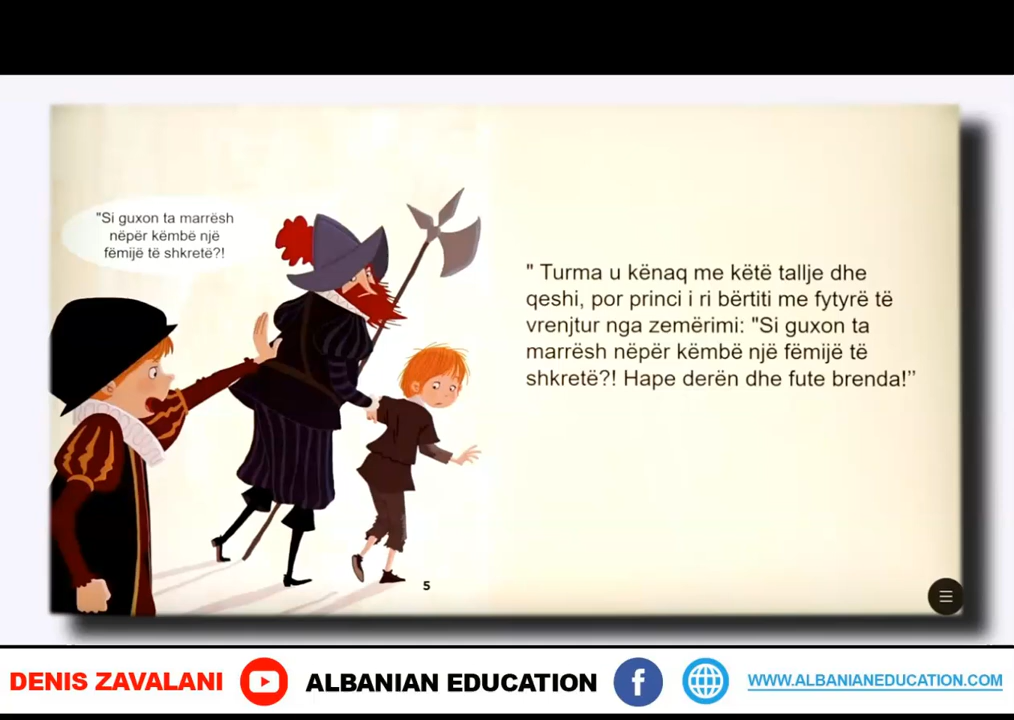 "Si guxon ta marrësh
nëpër këmbë një
fëmijë të shkretë?!
" Turma u kënaq me këtë tallje dhe
qeshi, por princi i ri bërtiti me fytyrë të
vrenjtur nga zemërimi: "Si guxon ta
marrësh nëpër këmbë një fëmijë të
shkretë?! Hape derën dhe fute brenda!”
5
DENIS ZAVALANI
ALBANIAN EDUCATION
f
WWW.ALBANIANEDUCATION.COM